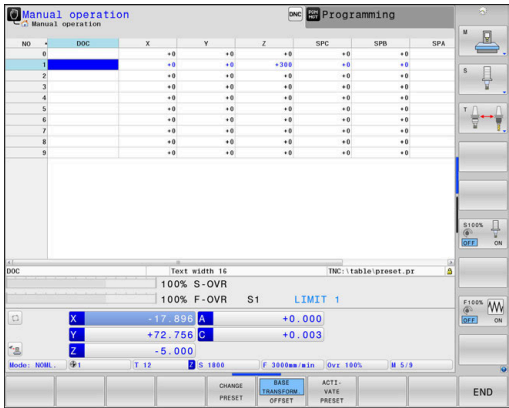 Manual operation
Manual operation
DNC
PGM MGT
Programming
NO DOC X Y Z SPC SPB SPA
0 +0 +0 +0 +0 +0
1 +0 +0 +300 +0 +0
2 +0 +0 +0 +0 +0
3 +0 +0 +0 +0 +0
4 +0 +0 +0 +0 +0
5 +0 +0 +0 +0 +0
6 +0 +0 +0 +0 +0
7 +0 +0 +0 +0 +0
8 +0 +0 +0 +0 +0
9 +0 +0 +0 +0 +0
DOC Text width 16 TNC:\table\preset.pr
100% S-OVR
100% F-OVR S1 LIMIT 1
X -17.896 A +0.000
Y +72.756 C +0.003
Z -5.000
Mode: NOML. 1 T 12 Z S 1800 F 3000mm/min Ovr 100% M 5/9
CHANGE PRESET
BASE TRANSFORM. OFFSET
ACTI- VATE PRESET
END
M
S
T
S100%
OFF ON
F100%
OFF ON